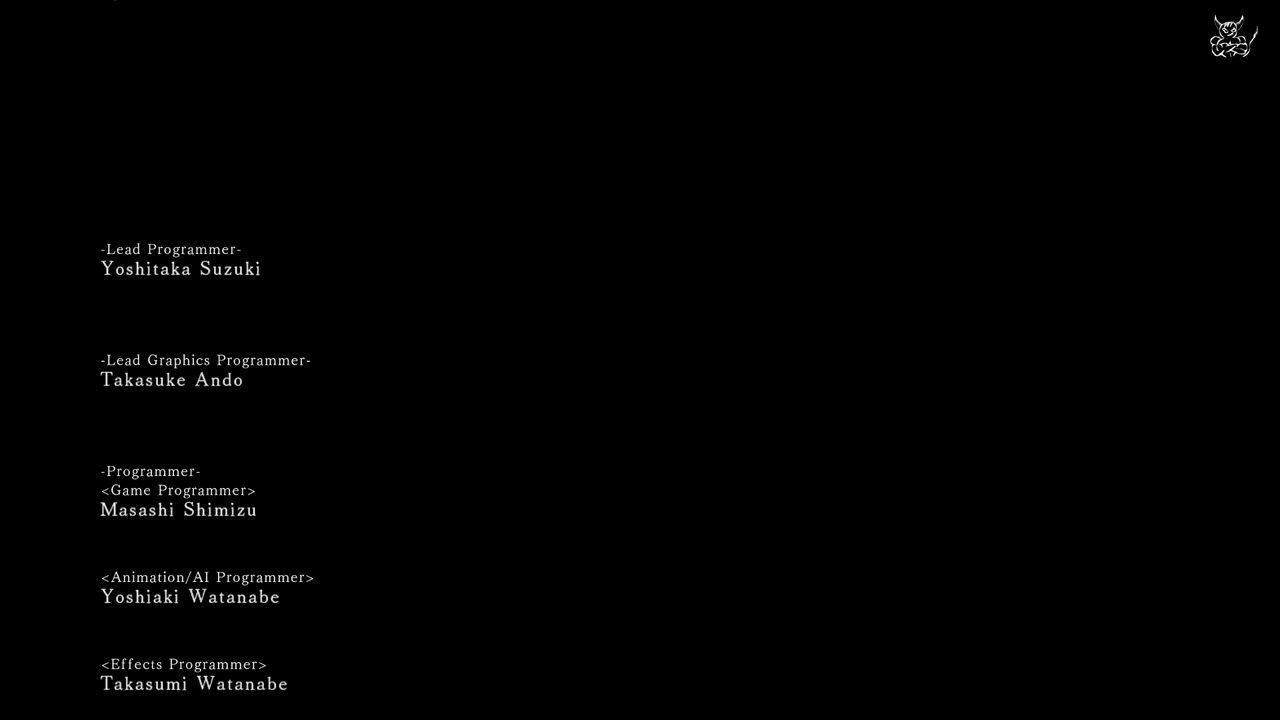 -Lead Programmer-
Yoshitaka Suzuki
-Lead Graphics Programmer-
Takasuke Ando
-Programmer-
<Game Programmer>
Masashi Shimizu
<Animation/AI Programmer>
Yoshiaki Watanabe
<Effects Programmer>
Takasumi Watanabe